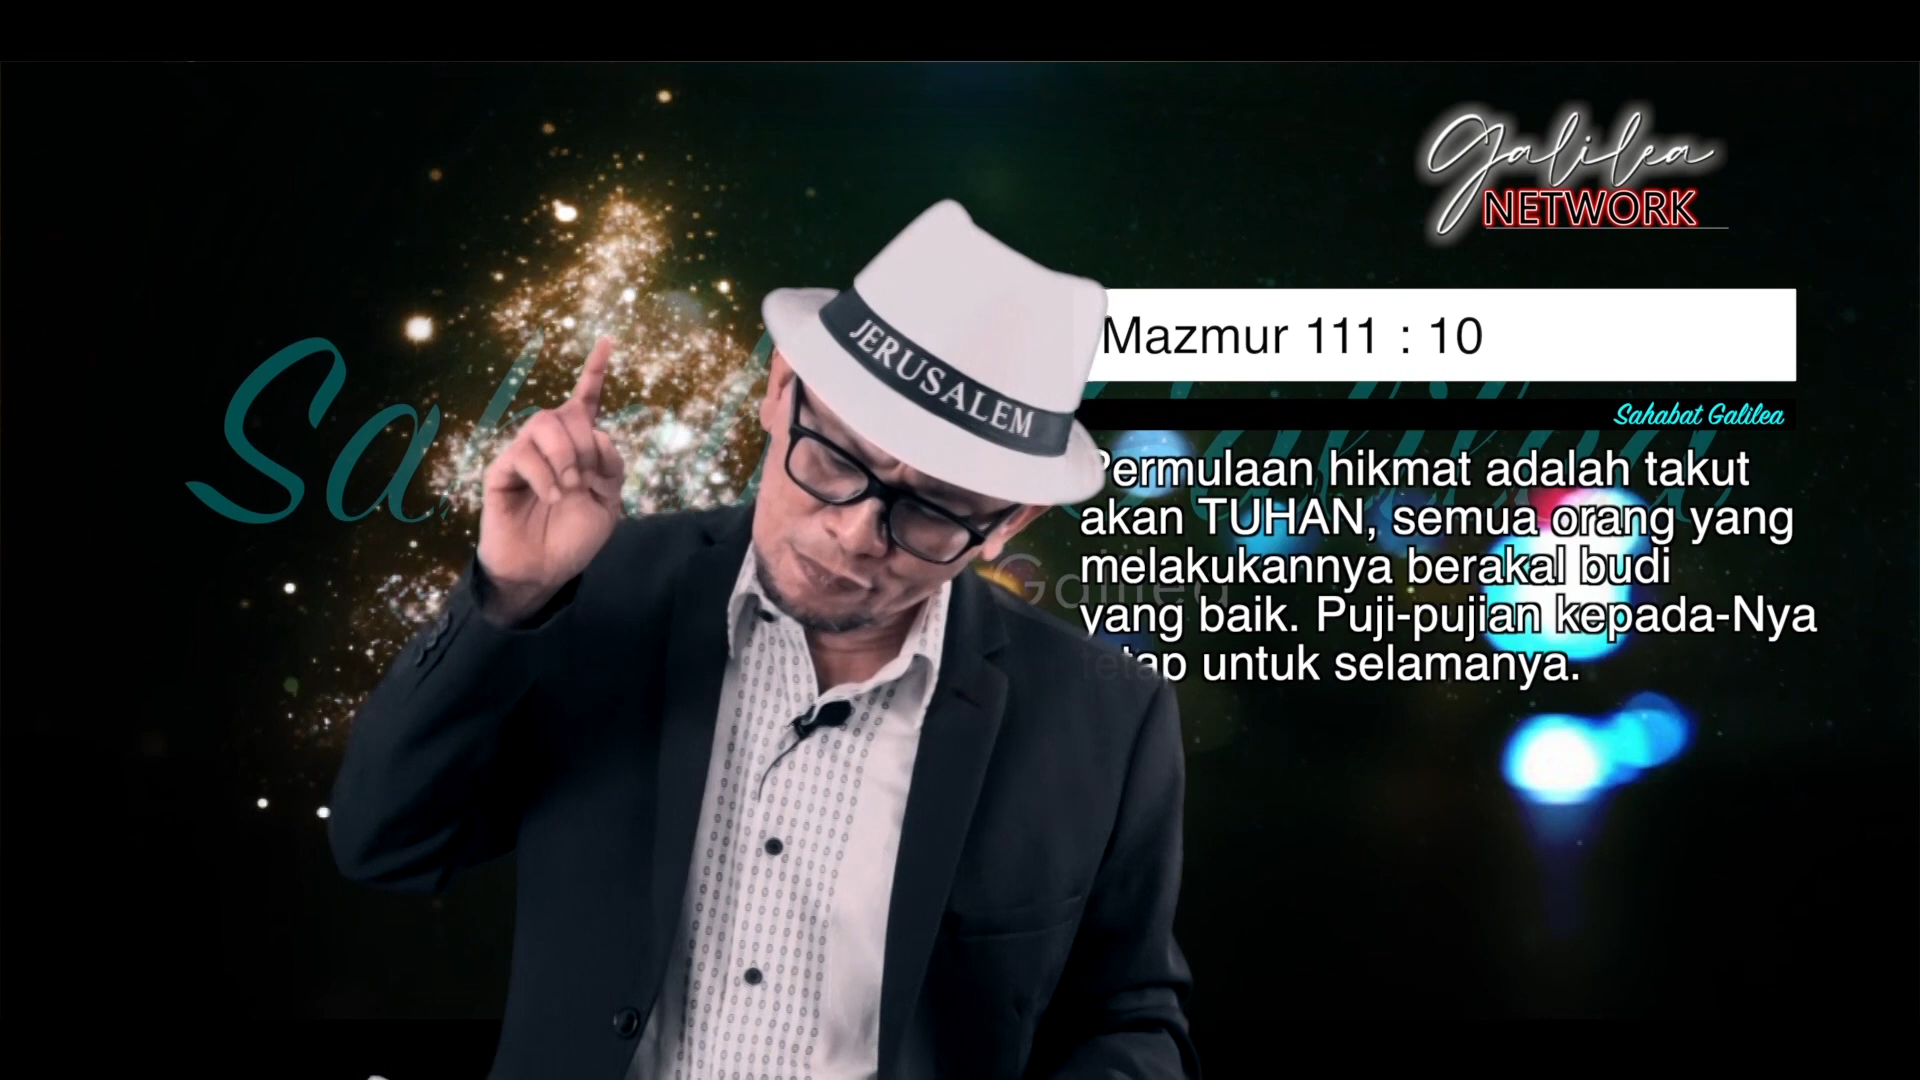 Galilea
NETWORK
JERUSALEM
Mazmur 111 : 10
Sahabat Galilea
Permulaan hikmat adalah takut
akan TUHAN, semua orang yang
melakukannya berakal budi
yang baik. Puji-pujian kepada-Nya
tetap untuk selamanya.
Galilea